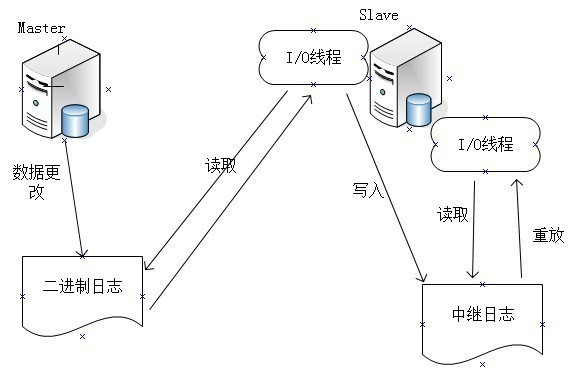 Master
Slave
I/O线程
I/O线程
数据更
改
读取
写入
读取
重放
二进制日志
中继日志